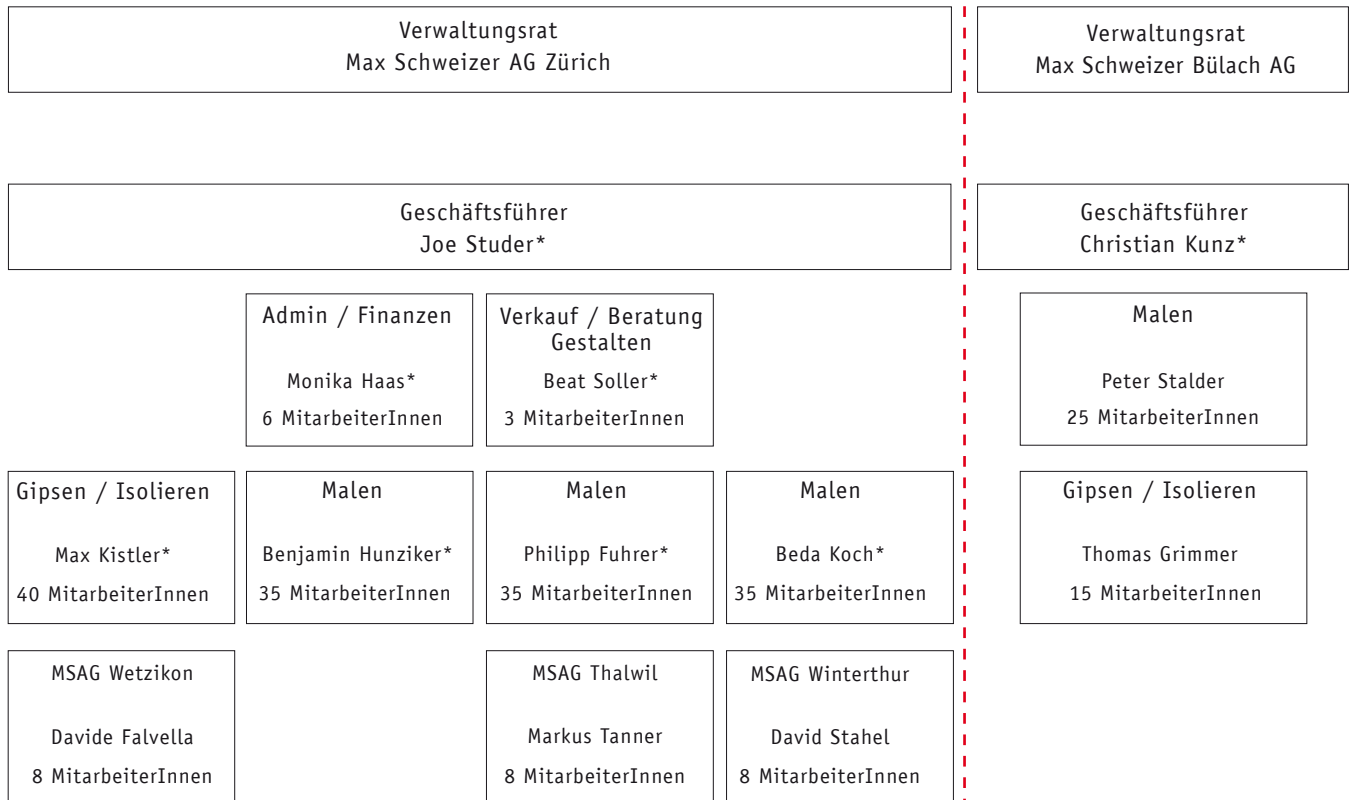 Verwaltungsrat
Max Schweizer AG Zürich
Verwaltungsrat
Max Schweizer Bülach AG
Geschäftsführer
Joe Studer*
Geschäftsführer
Christian Kunz*
Admin / Finanzen
Monika Haas*
6 MitarbeiterInnen
Verkauf / Beratung
Gestalten
Beat Soller*
3 MitarbeiterInnen
Malen
Peter Stalder
25 MitarbeiterInnen
Gipsen / Isolieren
Max Kistler*
40 MitarbeiterInnen
Malen
Benjamin Hunziker*
35 MitarbeiterInnen
Malen
Philipp Fuhrer*
35 MitarbeiterInnen
Malen
Beda Koch*
35 MitarbeiterInnen
Gipsen / Isolieren
Thomas Grimmer
15 MitarbeiterInnen
MSAG Wetzikon
Davide Falvella
8 MitarbeiterInnen
MSAG Thalwil
Markus Tanner
8 MitarbeiterInnen
MSAG Winterthur
David Stahel
8 MitarbeiterInnen